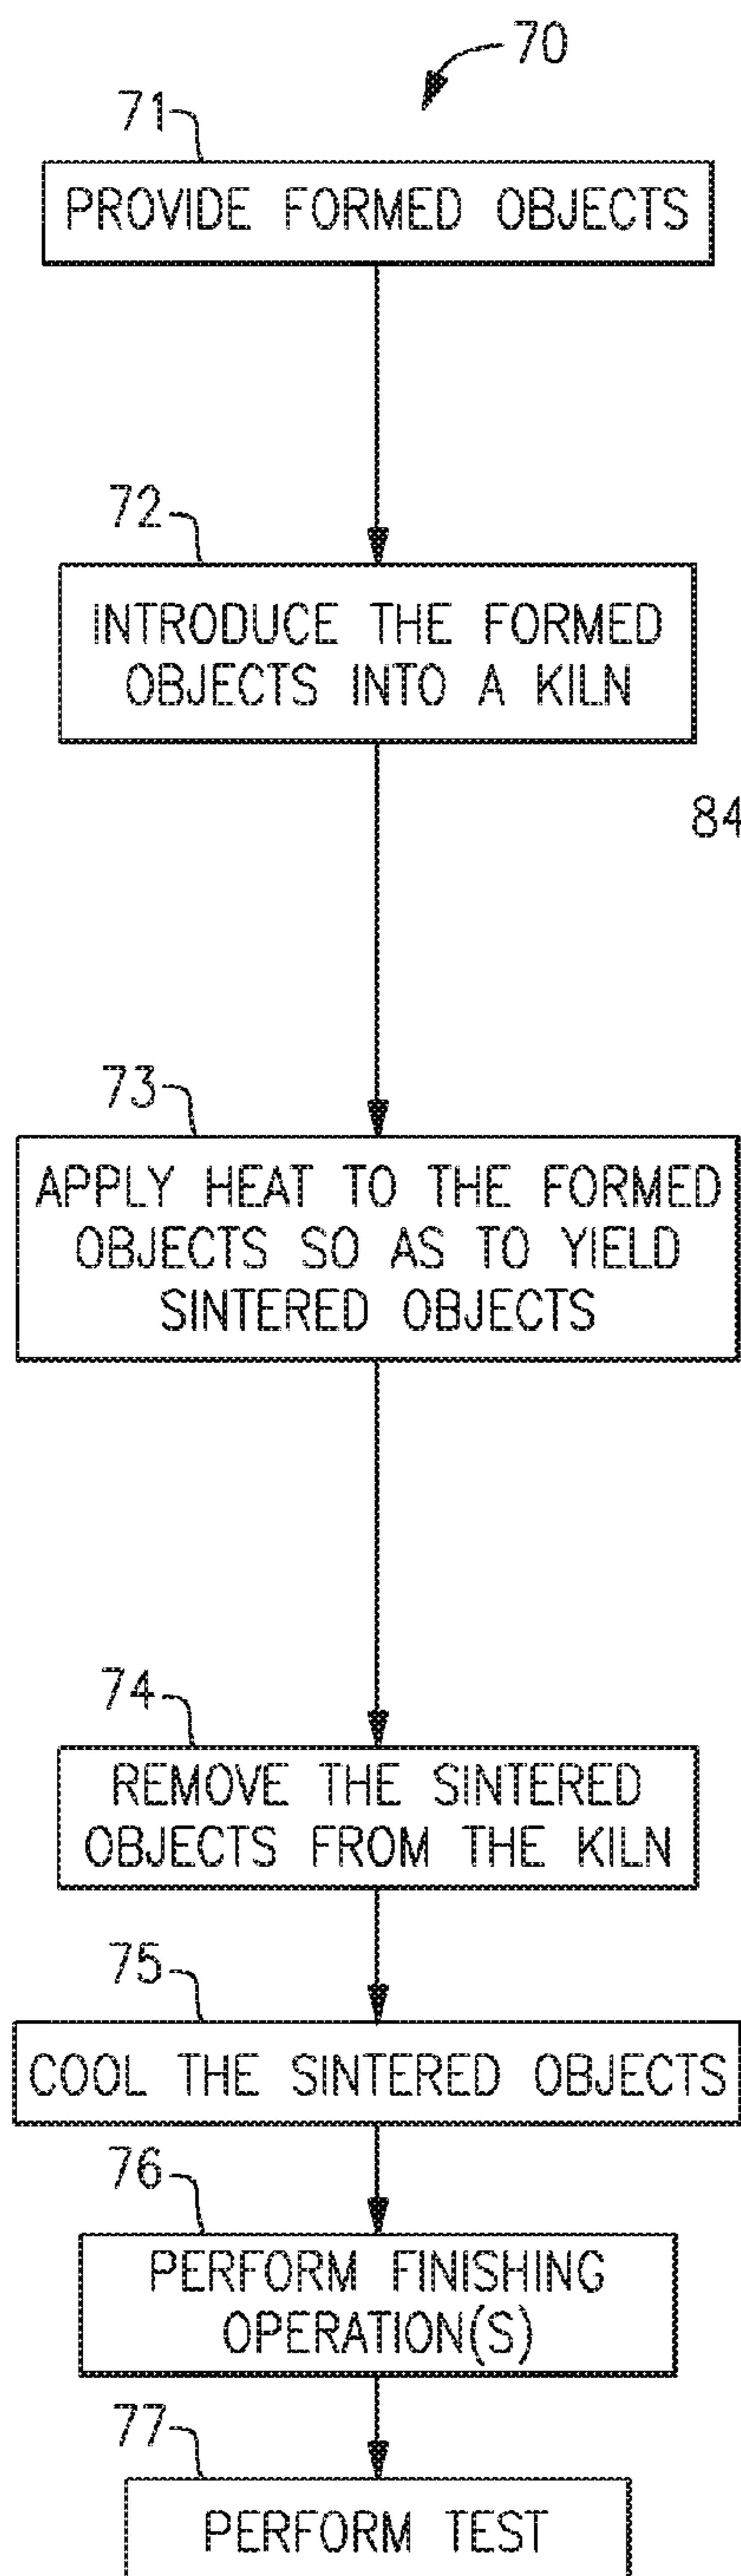 70
71
PROVIDE FORMED OBJECTS
72
INTRODUCE THE FORMED
OBJECTS INTO A KILN
84
73
APPLY HEAT TO THE FORMED
OBJECTS SO AS TO YIELD
SINTERED OBJECTS
74
REMOVE THE SINTERED
OBJECTS FROM THE KILN
75
COOL THE SINTERED OBJECTS
76
PERFORM FINISHING
OPERATION(S)
77
PERFORM TEST